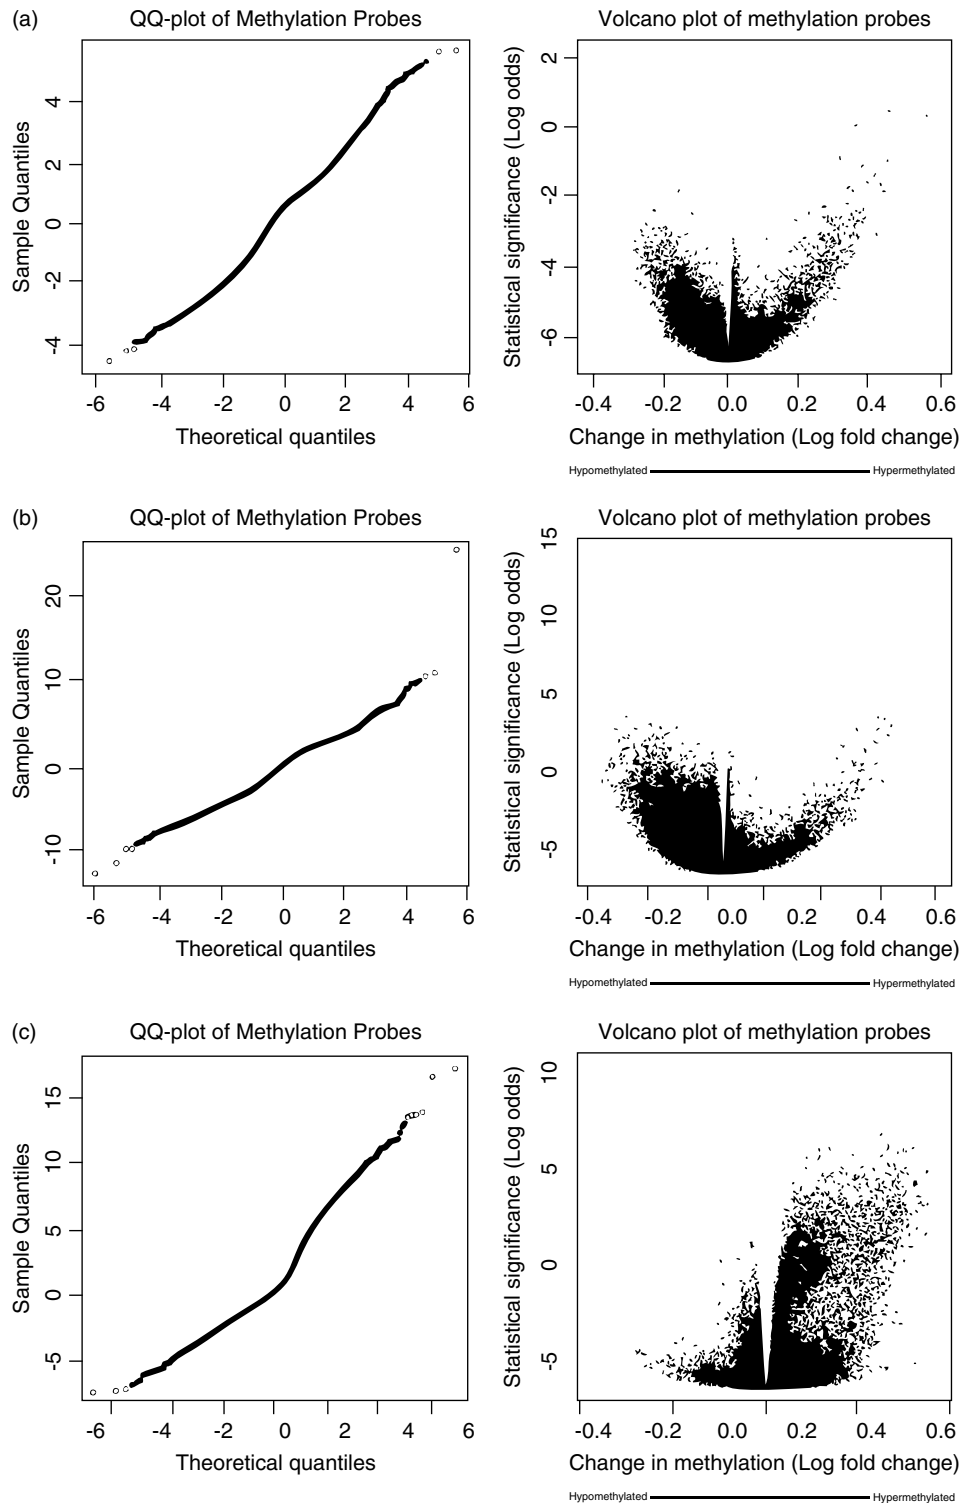 (a)
QQ-plot of Methylation Probes
Sample Quantiles
4
2
0
-2
-4
-6 -4 -2 0 2 4 6
Theoretical quantiles
Volcano plot of methylation probes
Statistical significance (Log odds)
2
0
-2
-4
-6
-0.4 -0.2 0.0 0.2 0.4 0.6
Change in methylation (Log fold change)
Hypomethylated Hypermethylated
(b)
QQ-plot of Methylation Probes
Sample Quantiles
20
10
0
-10
-6 -4 -2 0 2 4 6
Theoretical quantiles
Volcano plot of methylation probes
Statistical significance (Log odds)
15
10
5
0
-5
-0.4 -0.2 0.0 0.2 0.4 0.6
Change in methylation (Log fold change)
Hypomethylated Hypermethylated
(c)
QQ-plot of Methylation Probes
Sample Quantiles
15
10
5
0
-5
-6 -4 -2 0 2 4 6
Theoretical quantiles
Volcano plot of methylation probes
Statistical significance (Log odds)
10
5
0
-5
-0.4 -0.2 0.0 0.2 0.4 0.6
Change in methylation (Log fold change)
Hypomethylated Hypermethylated